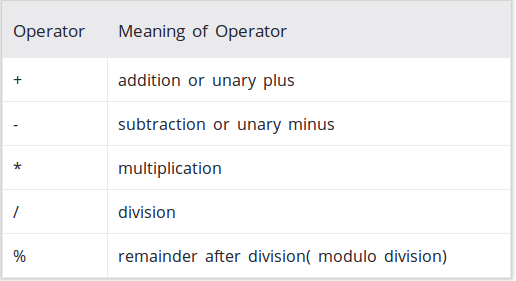 Operator Meaning of Operator
+ addition or unary plus
- subtraction or unary minus
* multiplication
/ division
% remainder after division( modulo division)